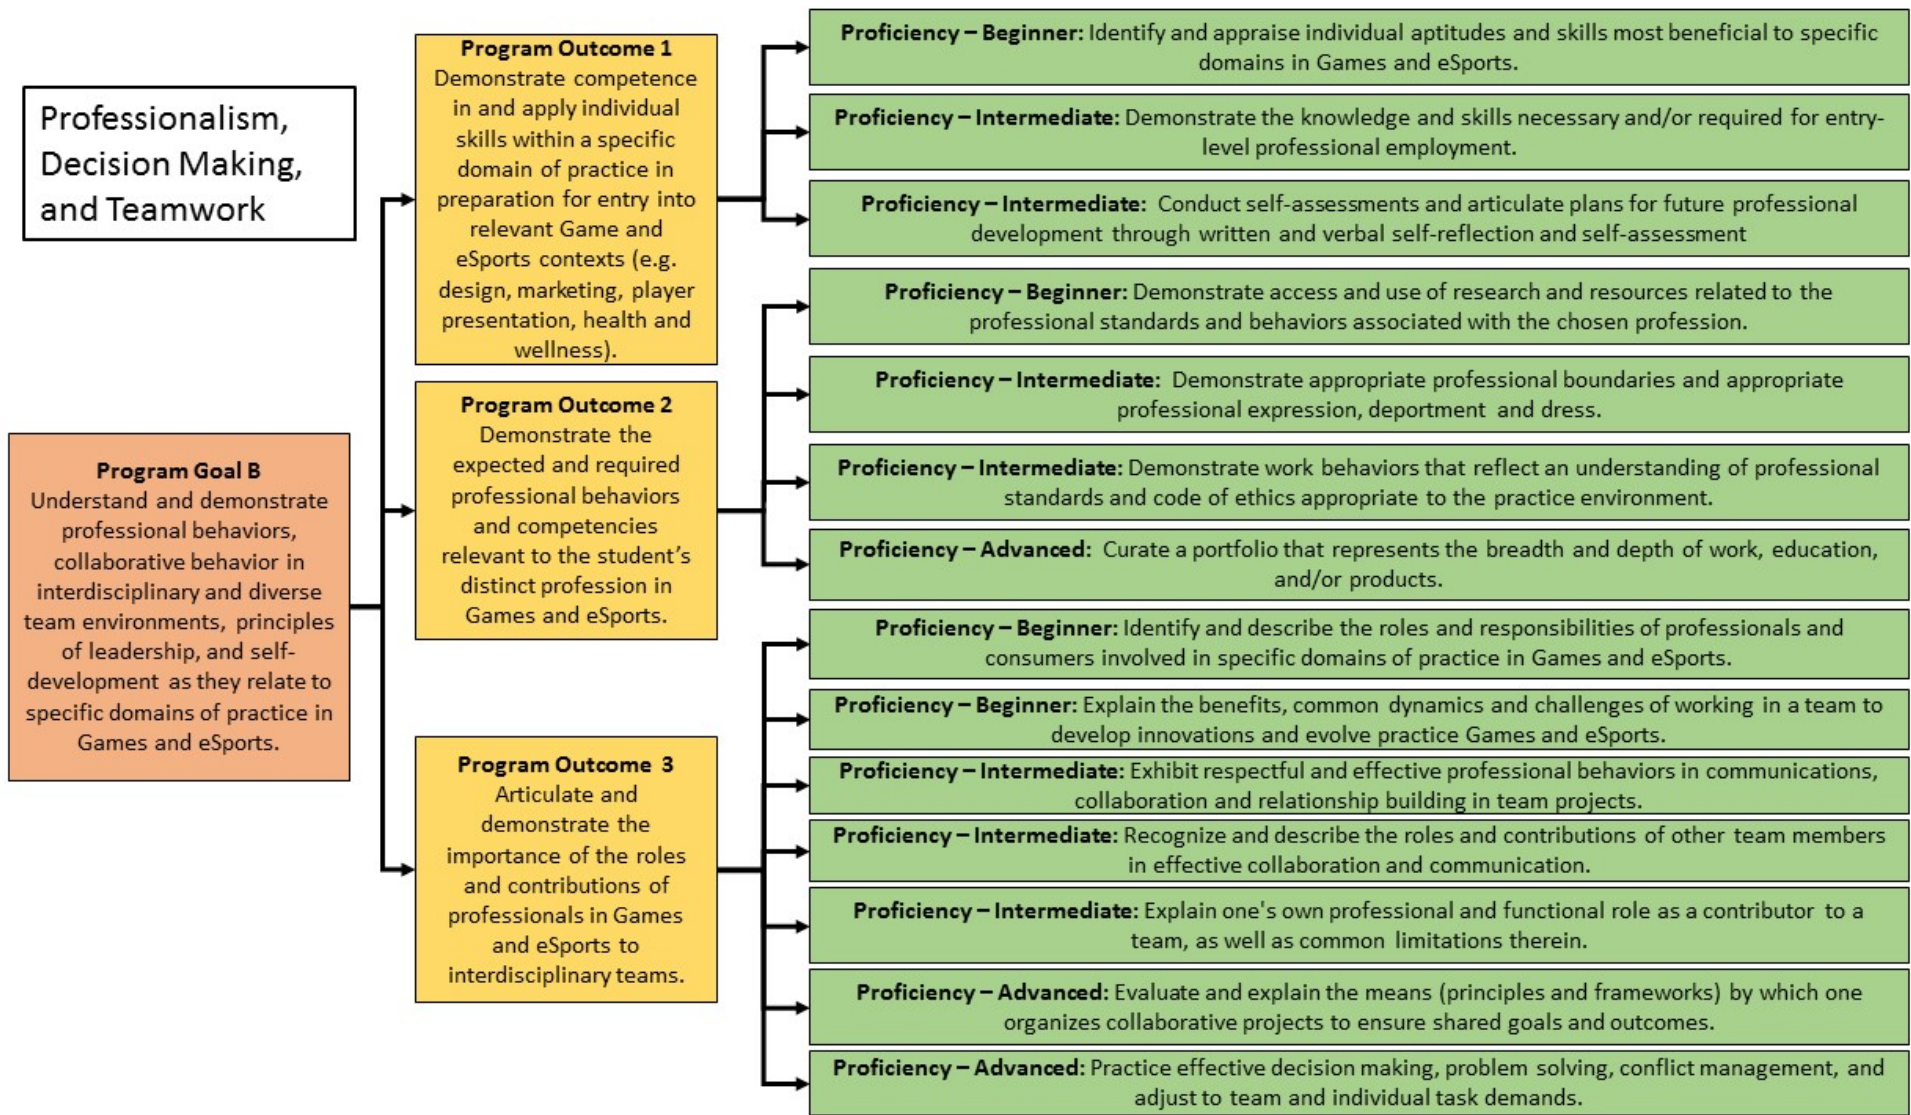 Professionalism,
Decision Making,
and Teamwork
Program Goal B
Understand and demonstrate
professional behaviors,
collaborative behavior in
interdisciplinary and diverse
team environments, principles
of leadership, and self-
development as they relate to
specific domains of practice in
Games and eSports.
Program Outcome 1
Demonstrate competence
in and apply individual
skills within a specific
domain of practice in
preparation for entry into
relevant Game and
eSports contexts (e.g.
design, marketing, player
presentation, health and
wellness).
Proficiency – Beginner: Identify and appraise individual aptitudes and skills most beneficial to specific
domains in Games and eSports.
Proficiency – Intermediate: Demonstrate the knowledge and skills necessary and/or required for entry-
level professional employment.
Proficiency – Intermediate: Conduct self-assessments and articulate plans for future professional
development through written and verbal self-reflection and self-assessment
Program Outcome 2
Demonstrate the
expected and required
professional behaviors
and competencies
relevant to the student's
distinct profession in
Games and eSports.
Proficiency – Beginner: Demonstrate access and use of research and resources related to the
professional standards and behaviors associated with the chosen profession.
Proficiency – Intermediate: Demonstrate appropriate professional boundaries and appropriate
professional expression, deportment and dress.
Proficiency – Intermediate: Demonstrate work behaviors that reflect an understanding of professional
standards and code of ethics appropriate to the practice environment.
Proficiency – Advanced: Curate a portfolio that represents the breadth and depth of work, education,
and/or products.
Program Outcome 3
Articulate and
demonstrate the
importance of the roles
and contributions of
professionals in Games
and eSports to
interdisciplinary teams.
Proficiency – Beginner: Identify and describe the roles and responsibilities of professionals and
consumers involved in specific domains of practice in Games and eSports.
Proficiency – Beginner: Explain the benefits, common dynamics and challenges of working in a team to
develop innovations and evolve practice Games and eSports.
Proficiency – Intermediate: Exhibit respectful and effective professional behaviors in communications,
collaboration and relationship building in team projects.
Proficiency – Intermediate: Recognize and describe the roles and contributions of other team members
in effective collaboration and communication.
Proficiency – Intermediate: Explain one's own professional and functional role as a contributor to a
team, as well as common limitations therein.
Proficiency – Advanced: Evaluate and explain the means (principles and frameworks) by which one
organizes collaborative projects to ensure shared goals and outcomes.
Proficiency – Advanced: Practice effective decision making, problem solving, conflict management, and
adjust to team and individual task demands.